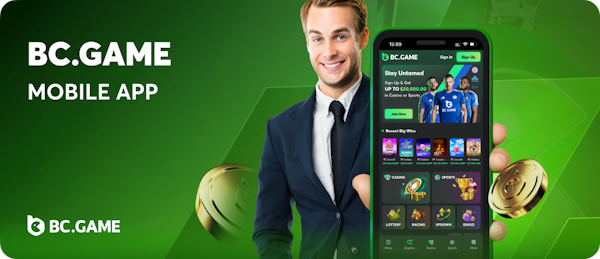 BC.GAME
MOBILE APP
BC.GAME
15:09
BC.GAME
Sign In
Sign Up
Stay Untamed
Sign Up & Get
UP TO $20,000.00
in Casino or Sports
Join Now
BC.GAME
Recent Big Wins
CASINO
SPORTS
LOTTERY
RACING
UPDOWN
BINGO
Menu
Explore
Casino
Sports
Chat